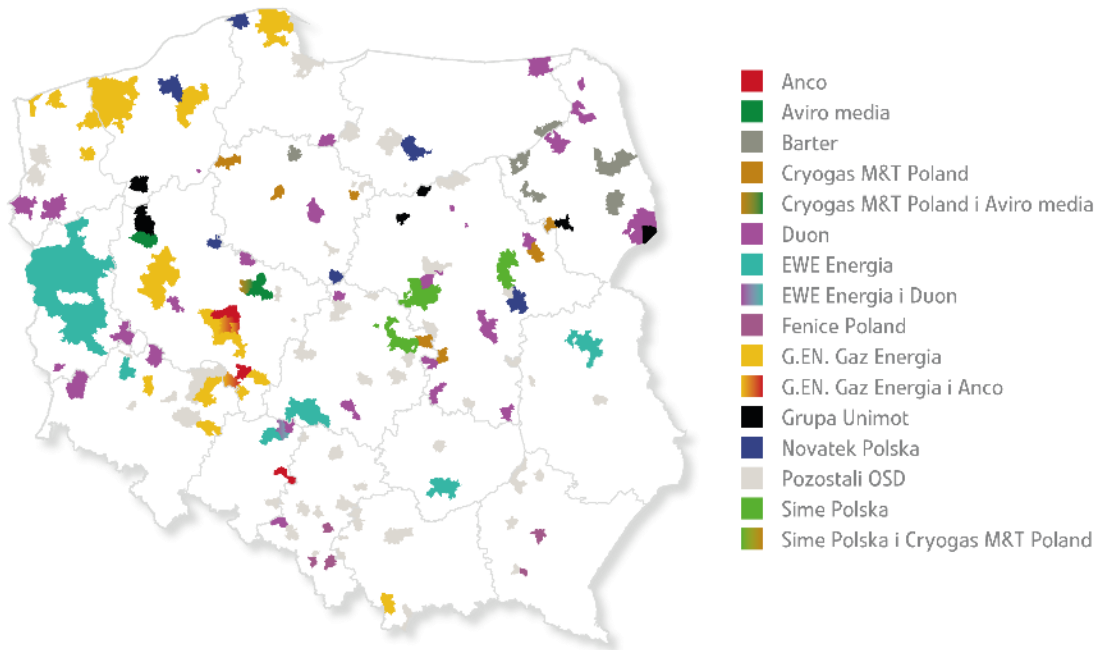 Anco
Aviro media
Barter
Cryogas M&T Poland
Cryogas M&T Poland i Aviro media
Duon
EWE Energia
EWE Energia i Duon
Fenice Poland
G.EN. Gaz Energia
G.EN. Gaz Energia i Anco
Grupa Unimot
Novatek Polska
Pozostali OSD
Sime Polska
Sime Polska i Cryogas M&T Poland